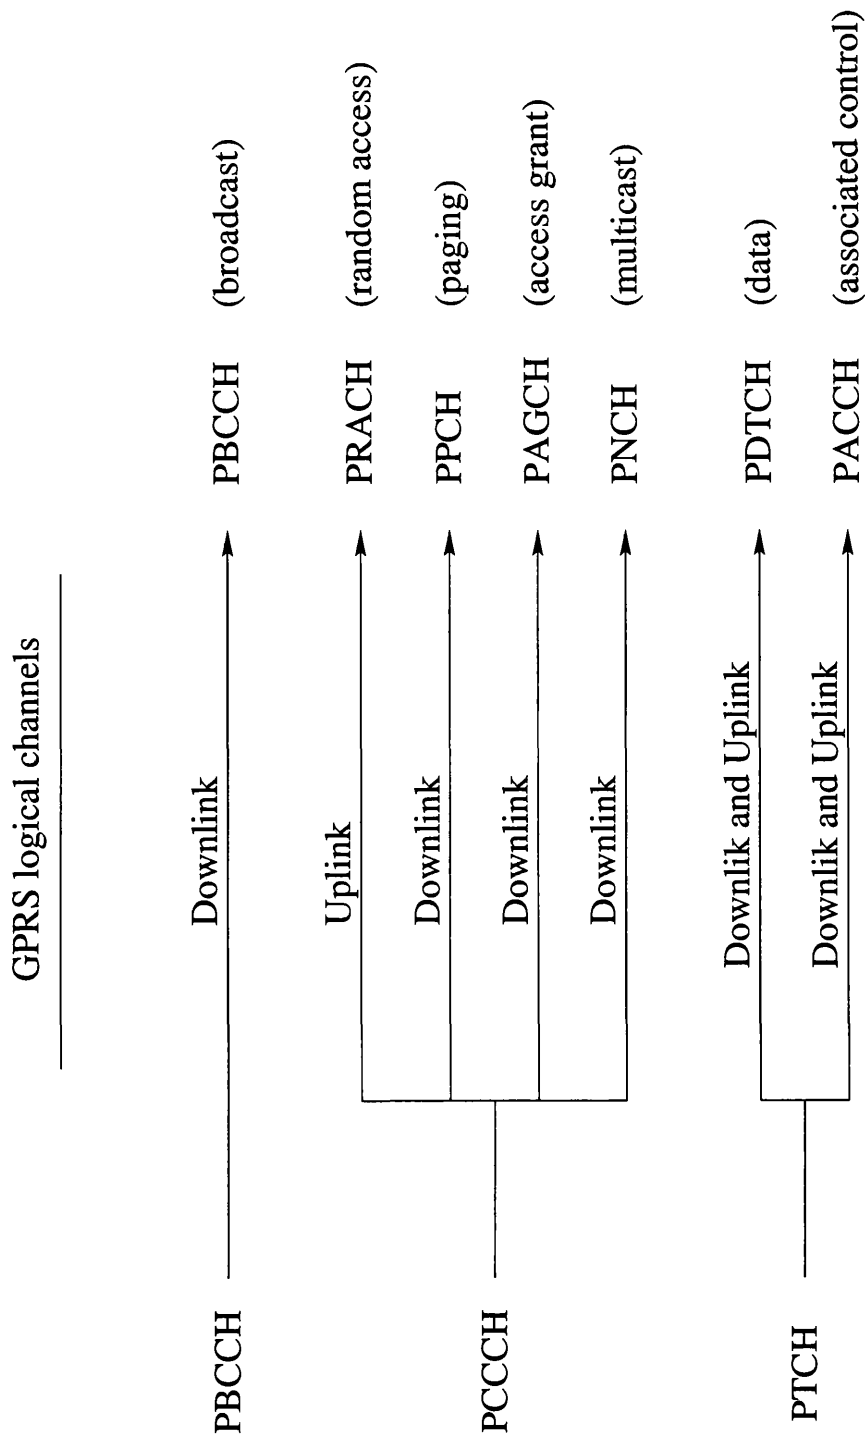 GPRS logical channels
PBCCH Downlink PBCCH (broadcast)
Uplink PRACH (random access)
Downlink PPCH (paging)
PCCCH
Downlink PAGCH (access grant)
Downlink PNCH (multicast)
Downlik and Uplink PDTCH (data)
PTCH
Downlik and Uplink PACCH (associated control)